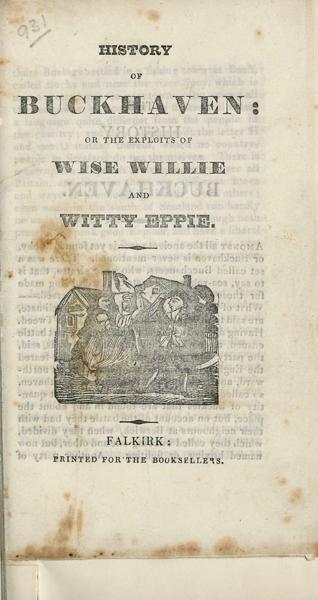 931
HISTORY
OF
BUCKHAVEN:
OR THE EXPLOITS OF
WISE WILLIE
AND
WITTY EPPIE.
FALKIRK:
PRINTED FOR THE BOOKSELLERS.